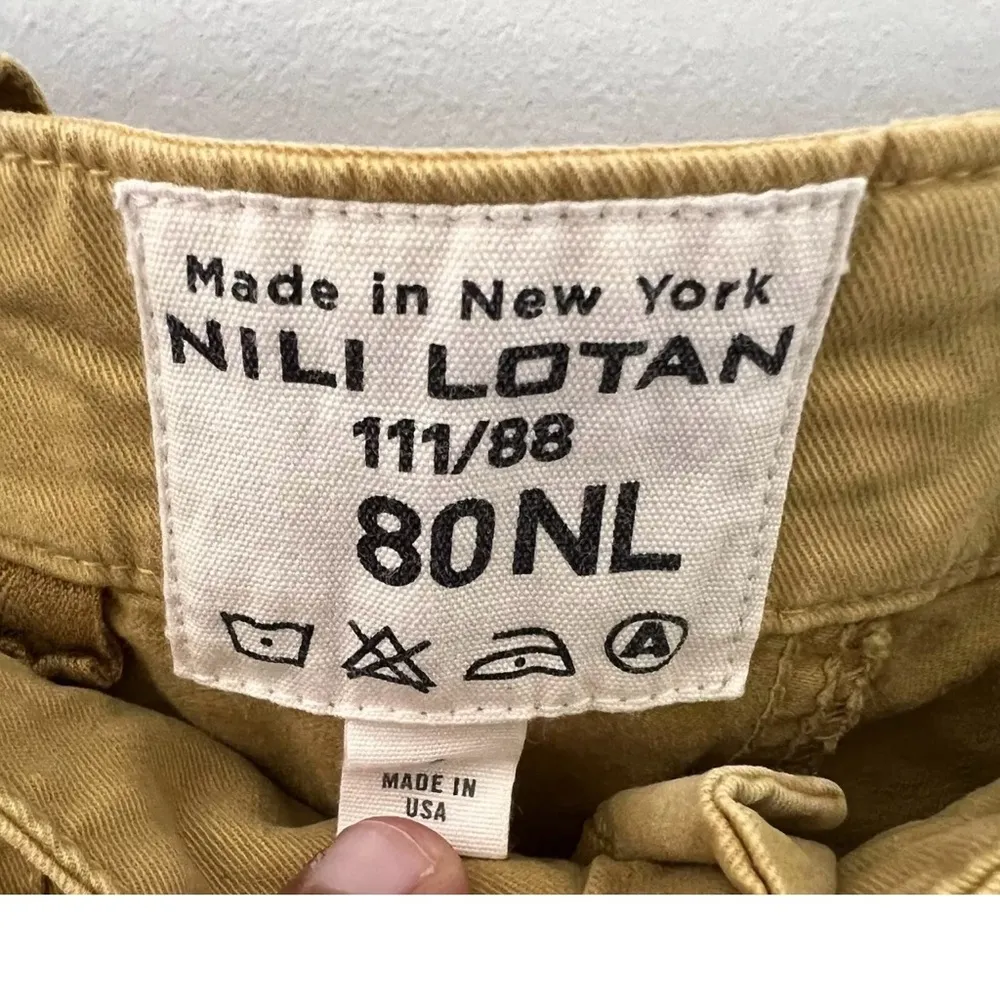 Made in New York
NILI LOTAN
111/88
80NL
A
MADE IN
USA